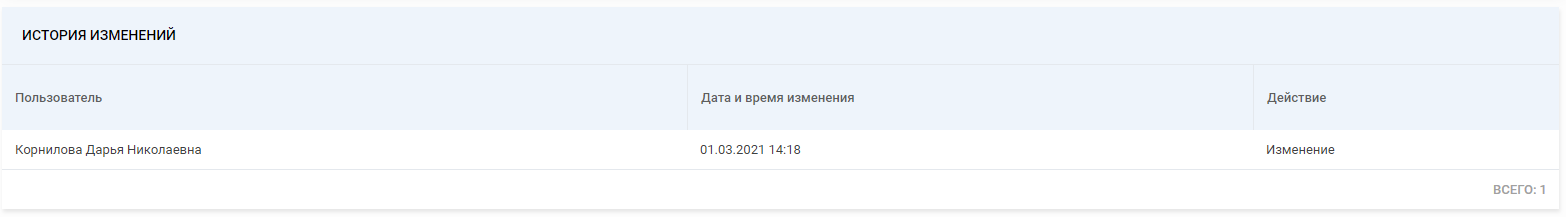 ИСТОРИЯ ИЗМЕНЕНИЙ
Пользователь Дата и время изменения Действие
Корнилова Дарья Николаевна 01.03.2021 14:18 Изменение
ВСЕГО: 1